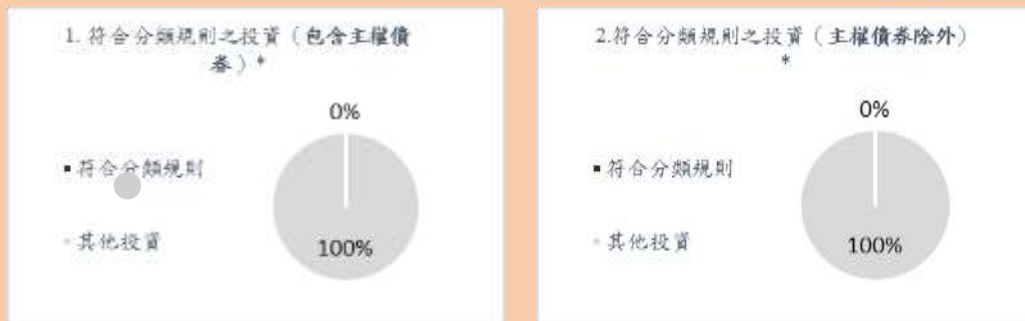 1. 符合分類規則之投資（包含主權債
券）*
0%
▪ 符合分類規則
▪ 其他投資
100%
2.符合分類規則之投資（主權債券除外）
*
0%
▪ 符合分類規則
▪ 其他投資
100%